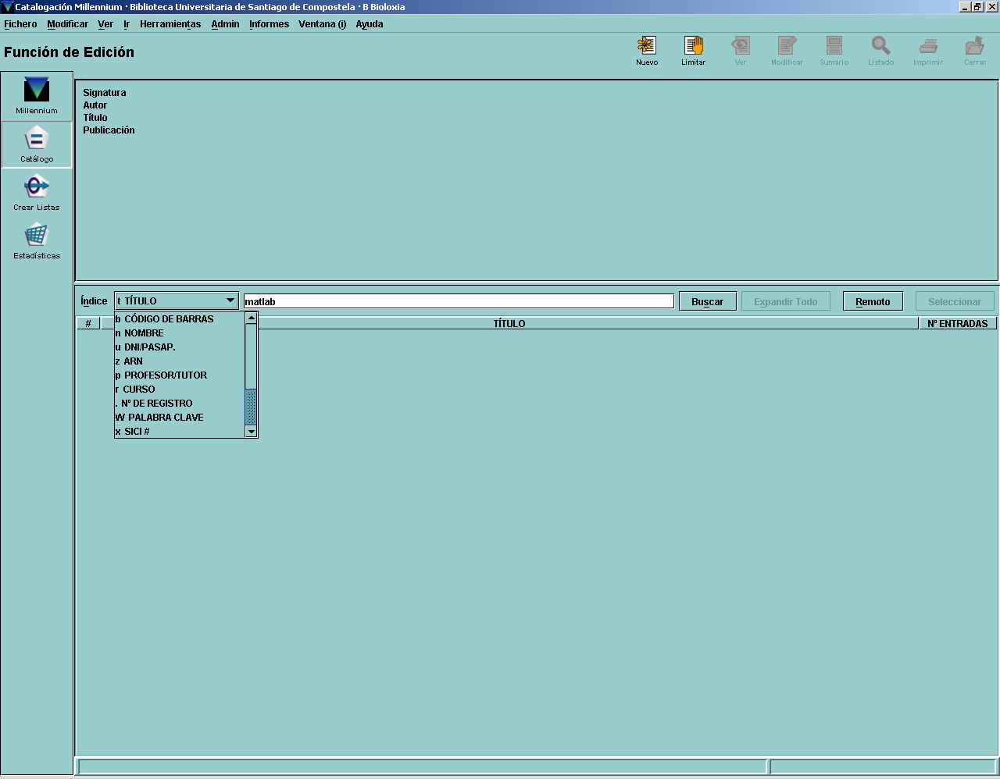 Catalogación Millennium · Biblioteca Universitaria de Santiago de Compostela · B Bioloxia
Fichero Modificar Ver Ir Herramientas Admin Informes Ventana (i) Ayuda
Función de Edición
Nuevo Limitar Ver Modificar Sumario Listado Imprimir Cerrar
Millennium
Catálogo
Crear Listas
Estadísticas
Signatura
Autor
Título
Publicación
Índice t TÍTULO matlab Buscar Expandir Todo Remoto Seleccionar
# TÍTULO Nº ENTRADAS
b CÓDIGO DE BARRAS
n NOMBRE
u DNI/PASAP.
z ARN
p PROFESOR/TUTOR
r CURSO
. Nº DE REGISTRO
W PALABRA CLAVE
x SICI #